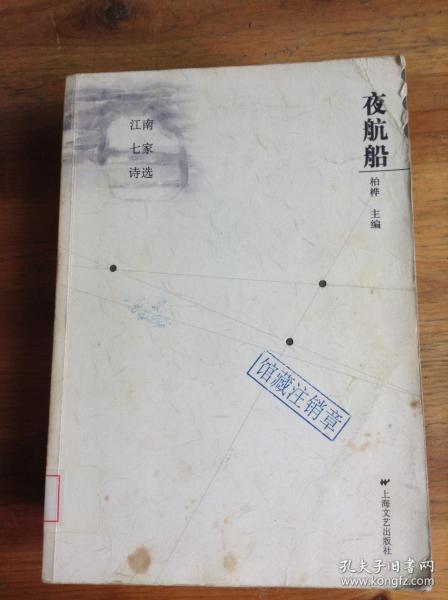 夜航船
柏桦 主编
江南
七家
诗选
馆藏注销章
上海文艺出版社
孔夫子旧书网
www.kongfz.com